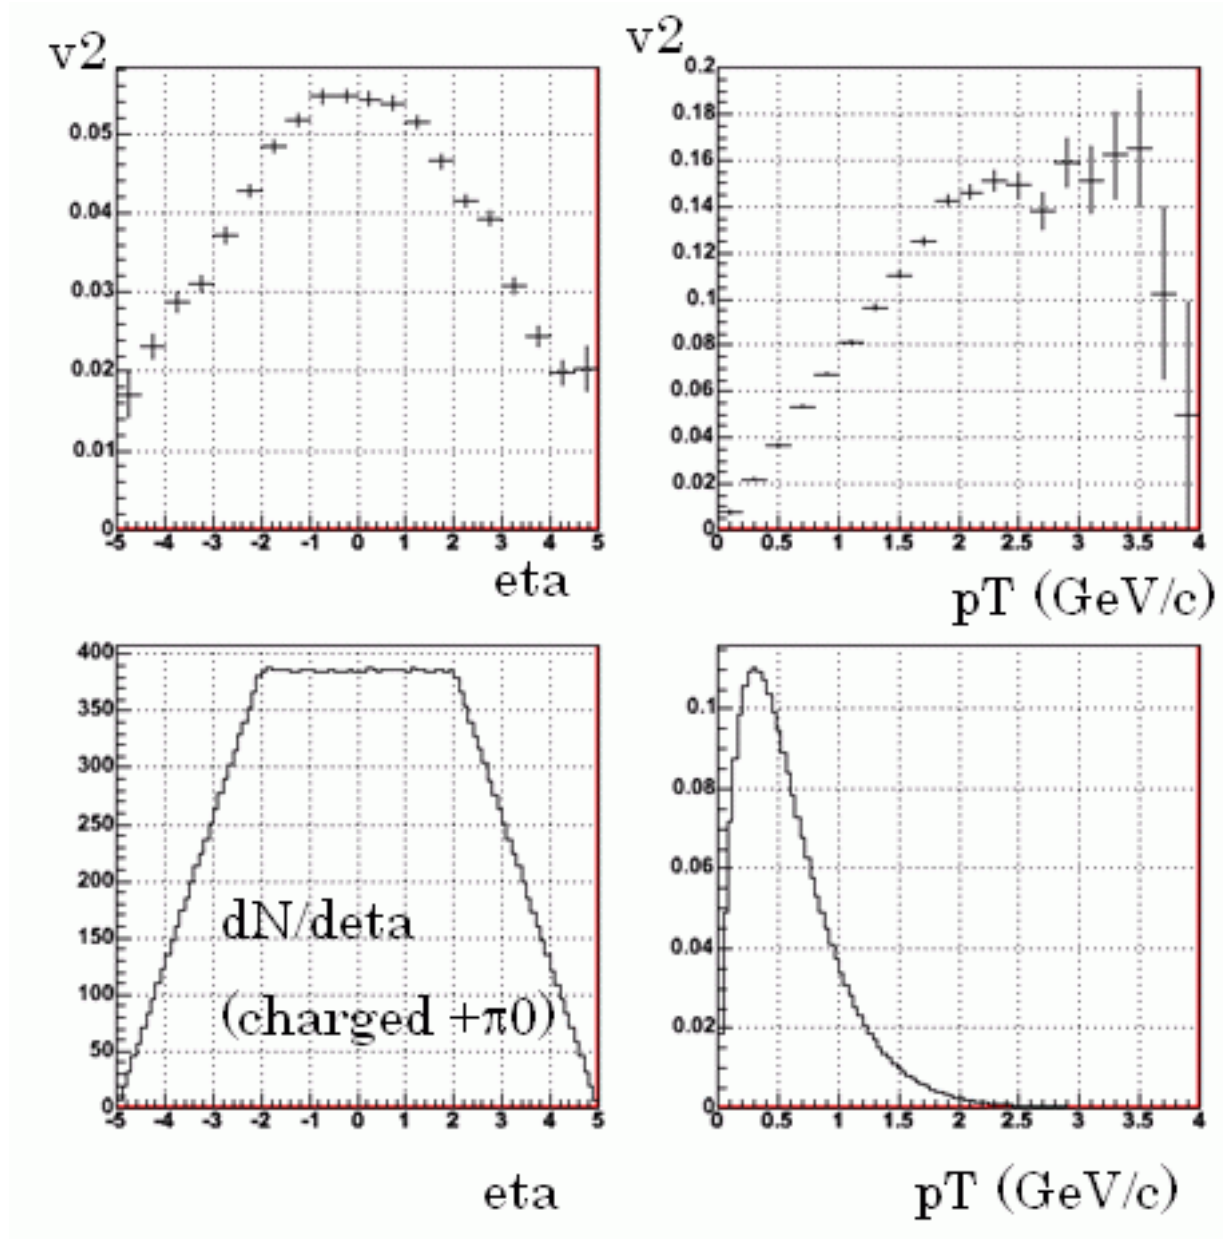 v2
0.05
0.04
0.03
0.02
0.01
0
-5 -4 -3 -2 -1 0 1 2 3 4 5
eta
v2
0.2
0.18
0.16
0.14
0.12
0.1
0.08
0.06
0.04
0.02
0
0 0.5 1 1.5 2 2.5 3 3.5 4
pT (GeV/c)
400
350
300
250
200
150
100
50
0
dN/deta
(charged +π0)
-5 -4 -3 -2 -1 0 1 2 3 4 5
eta
0.1
0.08
0.06
0.04
0.02
0
0 0.5 1 1.5 2 2.5 3 3.5 4
pT (GeV/c)